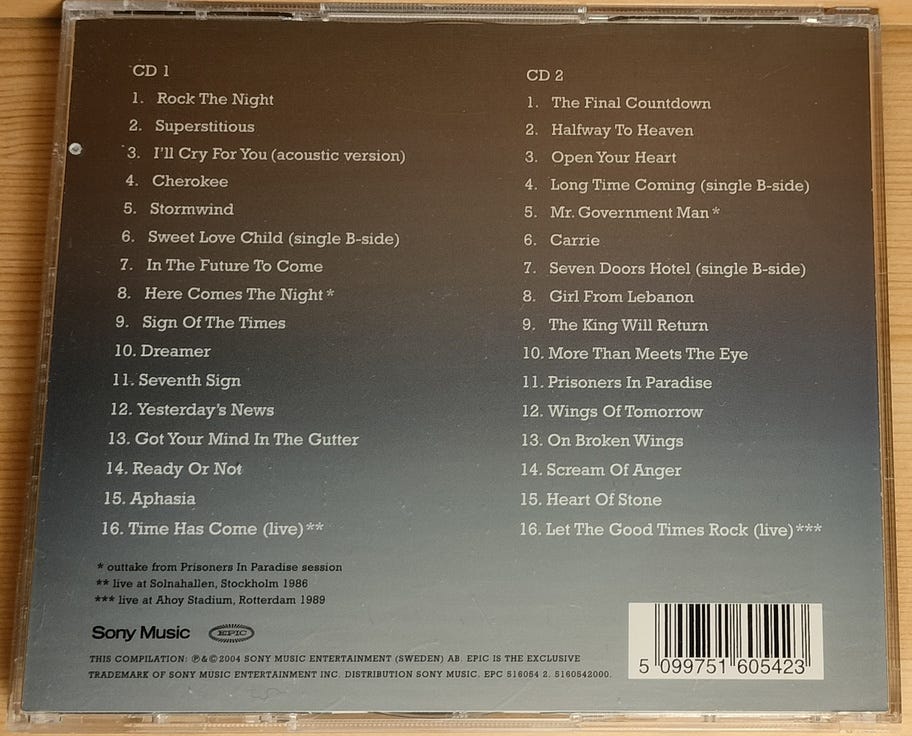 CD 1
1. Rock The Night
2. Superstitious
3. I'll Cry For You (acoustic version)
4. Cherokee
5. Stormwind
6. Sweet Love Child (single B-side)
7. In The Future To Come
8. Here Comes The Night *
9. Sign Of The Times
10. Dreamer
11. Seventh Sign
12. Yesterday's News
13. Got Your Mind In The Gutter
14. Ready Or Not
15. Aphasia
16. Time Has Come (live) **
* outtake from Prisoners In Paradise session
** live at Solnahallen, Stockholm 1986
*** live at Ahoy Stadium, Rotterdam 1989
CD 2
1. The Final Countdown
2. Halfway To Heaven
3. Open Your Heart
4. Long Time Coming (single B-side)
5. Mr. Government Man *
6. Carrie
7. Seven Doors Hotel (single B-side)
8. Girl From Lebanon
9. The King Will Return
10. More Than Meets The Eye
11. Prisoners In Paradise
12. Wings Of Tomorrow
13. On Broken Wings
14. Scream Of Anger
15. Heart Of Stone
16. Let The Good Times Rock (live) ***
Sony Music EPIC
THIS COMPILATION: ℗ & © 2004 SONY MUSIC ENTERTAINMENT (SWEDEN) AB. EPIC IS THE EXCLUSIVE
TRADEMARK OF SONY MUSIC ENTERTAINMENT INC. DISTRIBUTION SONY MUSIC. EPC 516054 2. 5160542000.
5 099751 605423